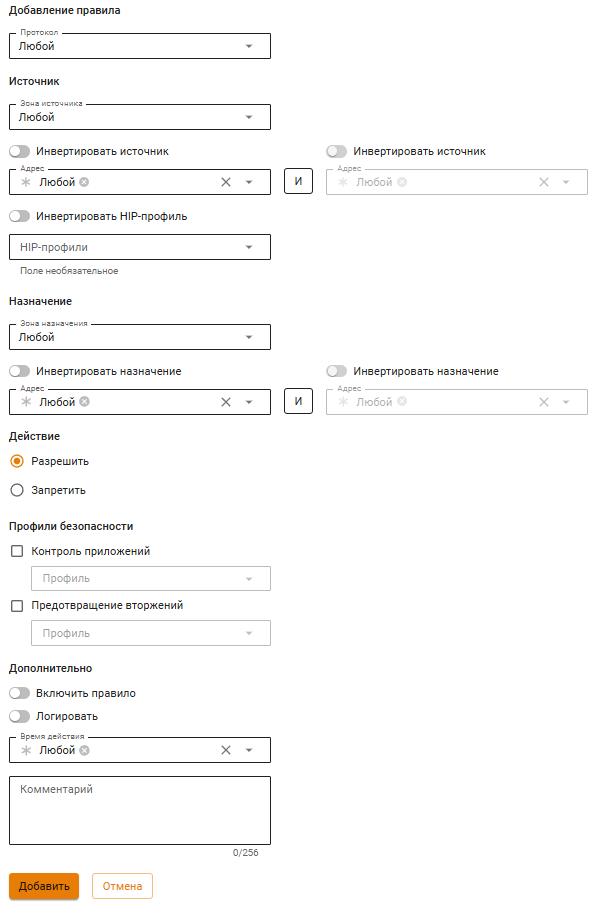 Добавление правила
Протокол
Любой
Источник
Зона источника
Любой
Инвертировать источник Инвертировать источник
Адрес Адрес
Любой И Любой
Инвертировать HIP-профиль
HIP-профили
Поле необязательное
Назначение
Зона назначения
Любой
Инвертировать назначение Инвертировать назначение
Адрес Адрес
Любой И Любой
Действие
Разрешить
Запретить
Профили безопасности
Контроль приложений
Профиль
Предотвращение вторжений
Профиль
Дополнительно
Включить правило
Логировать
Время действия
Любой
Комментарий
0/256
Добавить Отмена